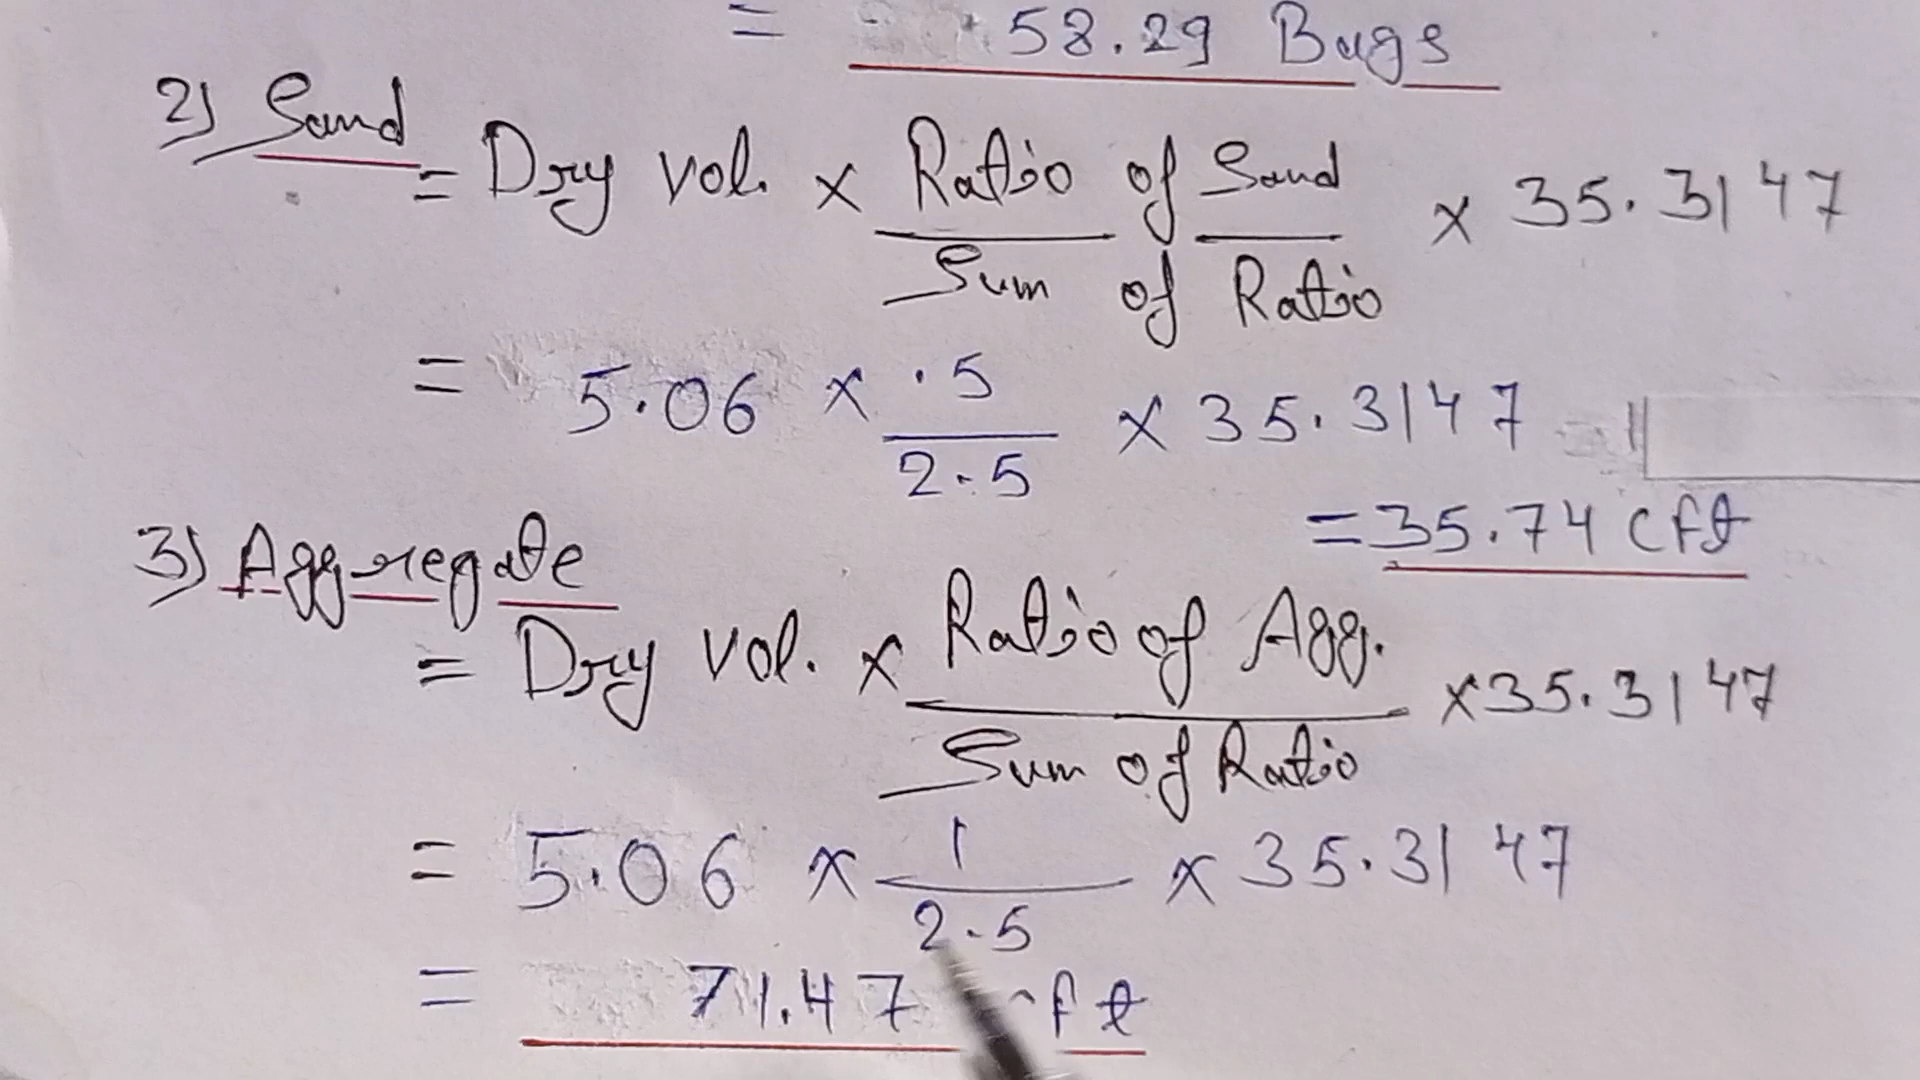 = 58.29 Bags
2) Sand
= Dry vol. x Ratio of Sand / Sum of Ratio x 35.3147
= 5.06 x .5 / 2.5 x 35.3147
= 35.74 cft
3) Aggregate
= Dry vol. x Ratio of Agg. / Sum of Ratio x 35.3147
= 5.06 x 1 / 2.5 x 35.3147
= 71.47 ft